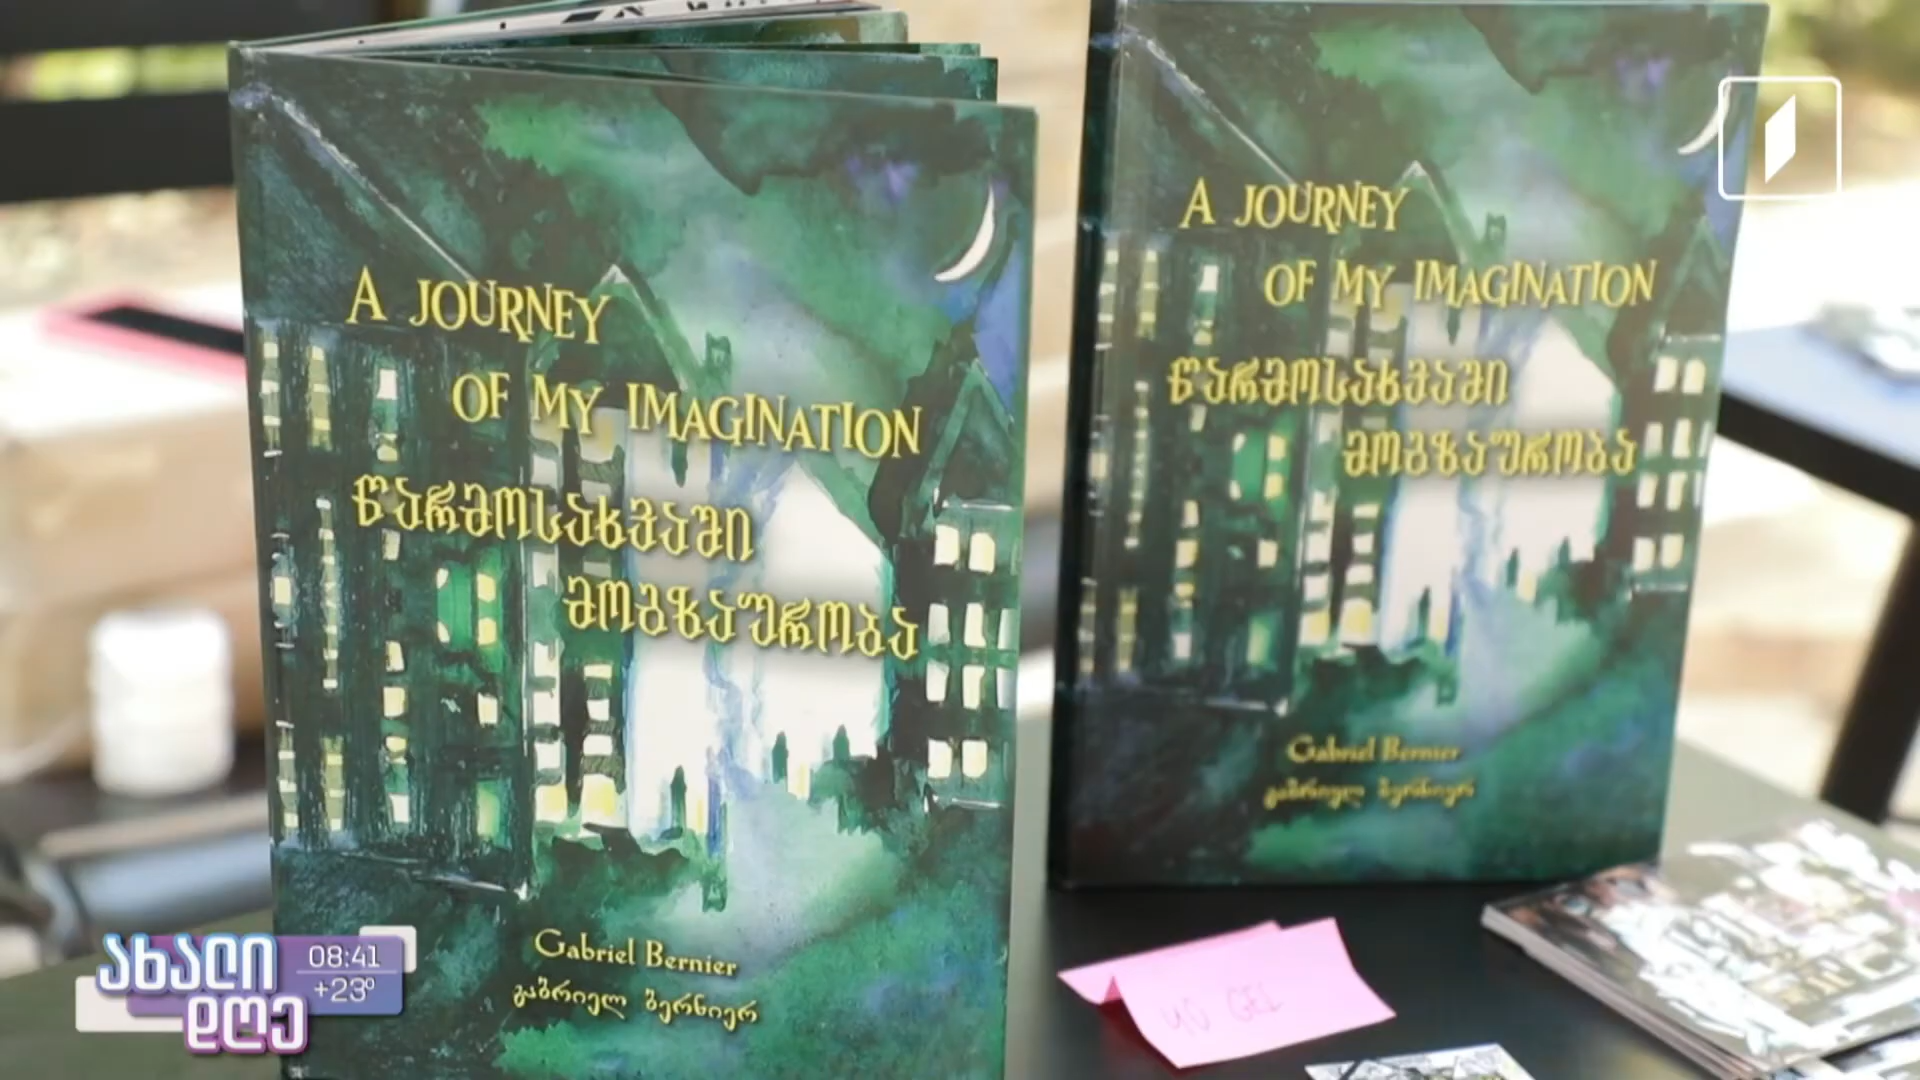 A JOURNEY
OF MY IMAGINATION
წარმოსახვაში
მოგზაურობა
Gabriel Bernier
გაბრიელ ბერნიერ
A JOURNEY
OF MY IMAGINATION
წარმოსახვაში
მოგზაურობა
Gabriel Bernier
გაბრიელ ბერნიერ
GEL
ახალი
დღე
08:41
+23°